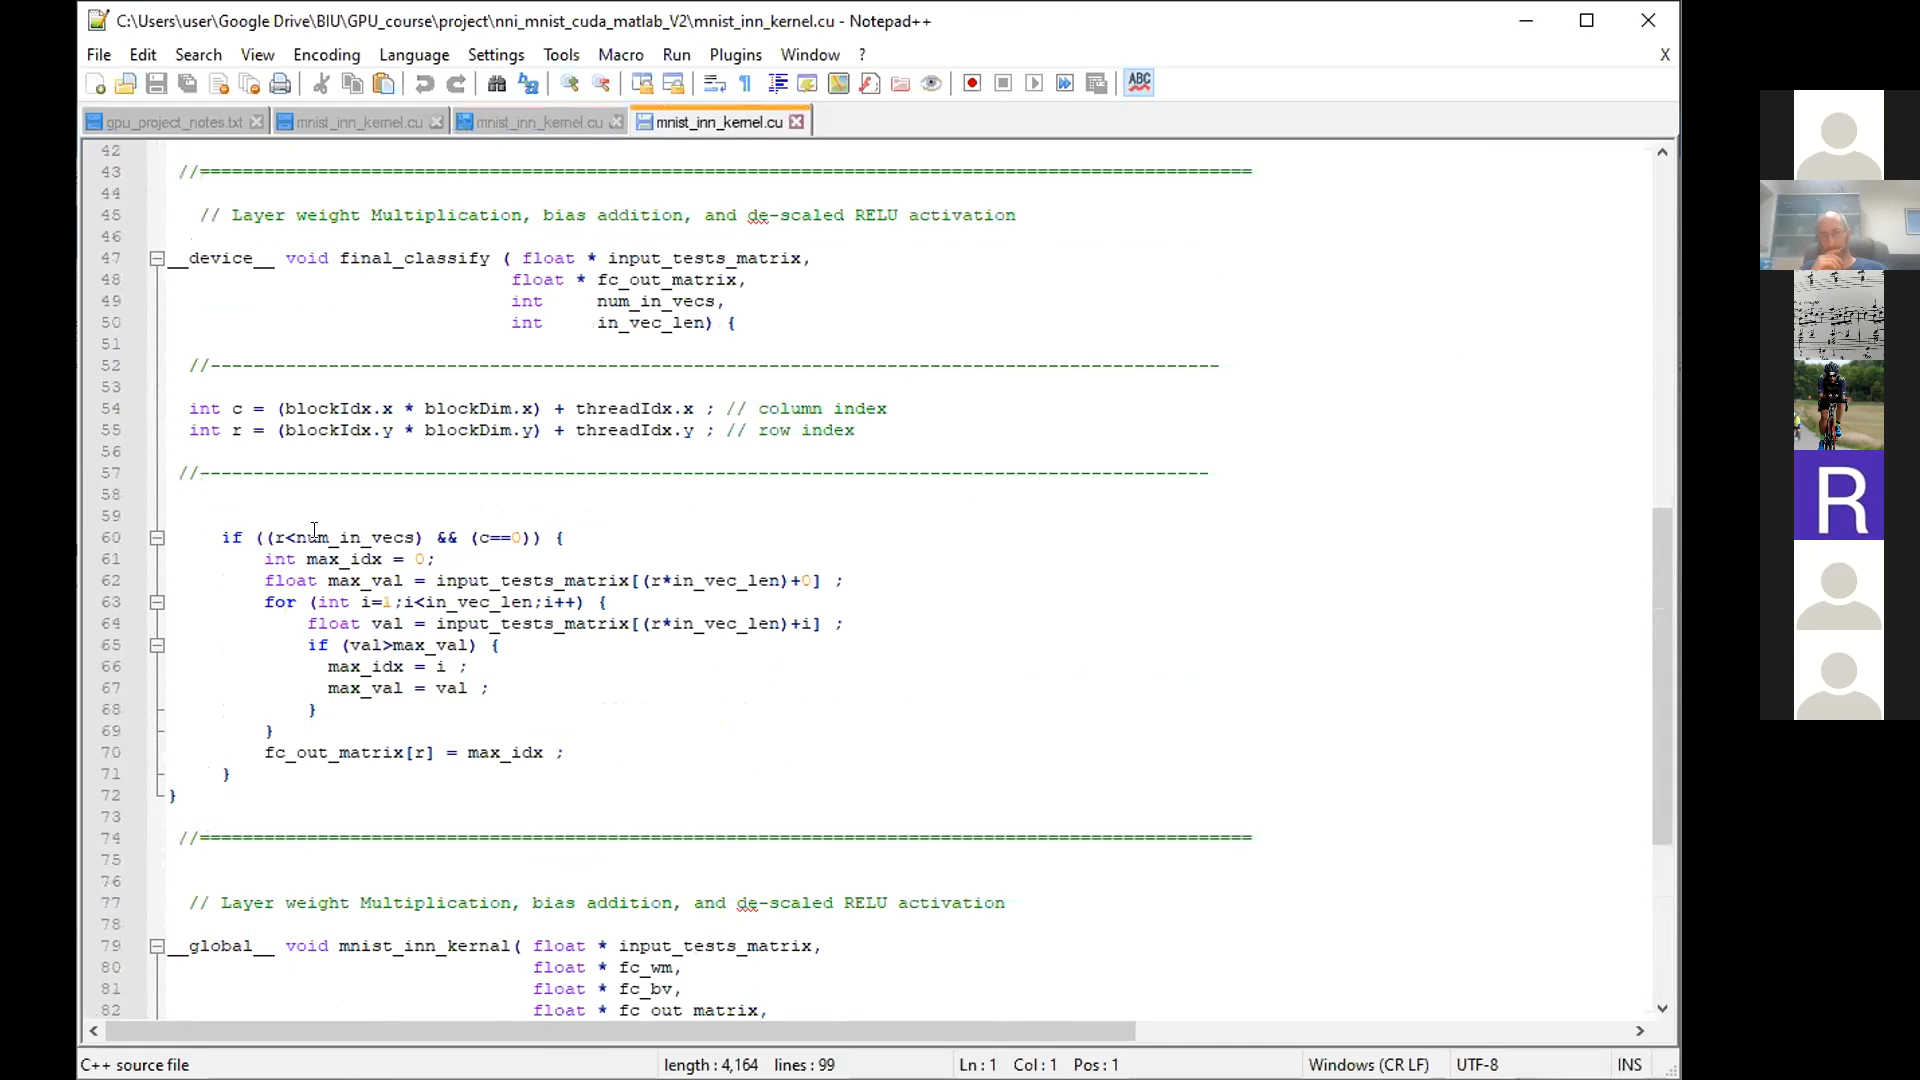 C:\Users\user\Google Drive\BIU\GPU_course\project\nni_mnist_cuda_matlab_V2\mnist_inn_kernel.cu - Notepad++
File Edit Search View Encoding Language Settings Tools Macro Run Plugins Window ? X
ABC
gpu_project_notes.txt mnist_inn_kernel.cu mnist_inn_kernel.cu mnist_inn_kernel.cu
42
43 //==================================================================================================
44
45 // Layer weight Multiplication, bias addition, and de-scaled RELU activation
46
47 __device__ void final_classify ( float * input_tests_matrix,
48 float * fc_out_matrix,
49 int num_in_vecs,
50 int in_vec_len) {
51
52 //----------------------------------------------------------------------------------------------
53
54 int c = (blockIdx.x * blockDim.x) + threadIdx.x ; // column index
55 int r = (blockIdx.y * blockDim.y) + threadIdx.y ; // row index
56
57 //----------------------------------------------------------------------------------------------
58
59
60 if ((r<num_in_vecs) && (c==0)) {
61 int max_idx = 0;
62 float max_val = input_tests_matrix[(r*in_vec_len)+0] ;
63 for (int i=1;i<in_vec_len;i++) {
64 float val = input_tests_matrix[(r*in_vec_len)+i] ;
65 if (val>max_val) {
66 max_idx = i ;
67 max_val = val ;
68 }
69 }
70 fc_out_matrix[r] = max_idx ;
71 }
72 }
73
74 //==================================================================================================
75
76
77 // Layer weight Multiplication, bias addition, and de-scaled RELU activation
78
79 __global__ void mnist_inn_kernal( float * input_tests_matrix,
80 float * fc_wm,
81 float * fc_bv,
82 float * fc_out_matrix,
C++ source file length : 4,164 lines : 99 Ln : 1 Col : 1 Pos : 1 Windows (CR LF) UTF-8 INS
R